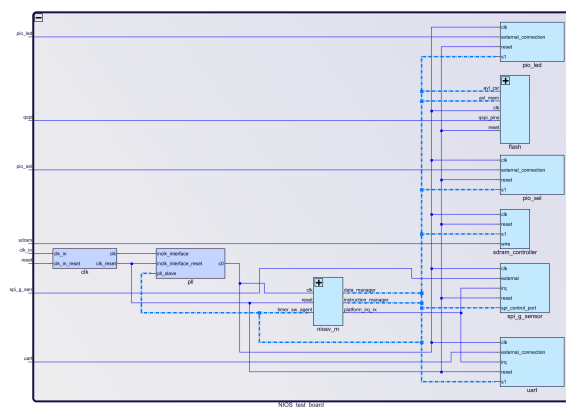 pio_led
clk
external_connection
reset
s1
pio_led
avl_csr
avl_mem
clk
qspi
qspi_pins
reset
flash
pio_sel
clk
external_connection
reset
s1
pio_sel
clk
reset
s1
sdram
wire
sdram_controller
clk_in
clk_in
clk
inclk_interface
reset
clk_in_reset
clk_reset
inclk_interface_reset
c0
pll_slave
clk
pll
clk
external
irq
reset
spi_control_port
spi_g_sensor
spi_g_sen
clk
data_manager
reset
instruction_manager
timer_sw_agent
platform_irq_rx
niosv_m
clk
uart
external_connection
irq
reset
s1
uart
NIOS_test_board